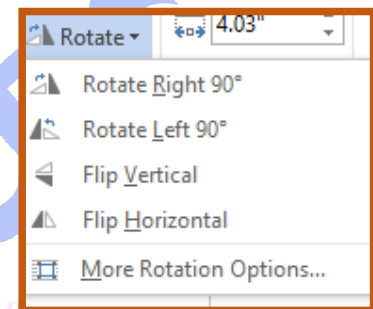 Rotate
4.03"
Rotate Right 90°
Rotate Left 90°
Flip Vertical
Flip Horizontal
More Rotation Options...